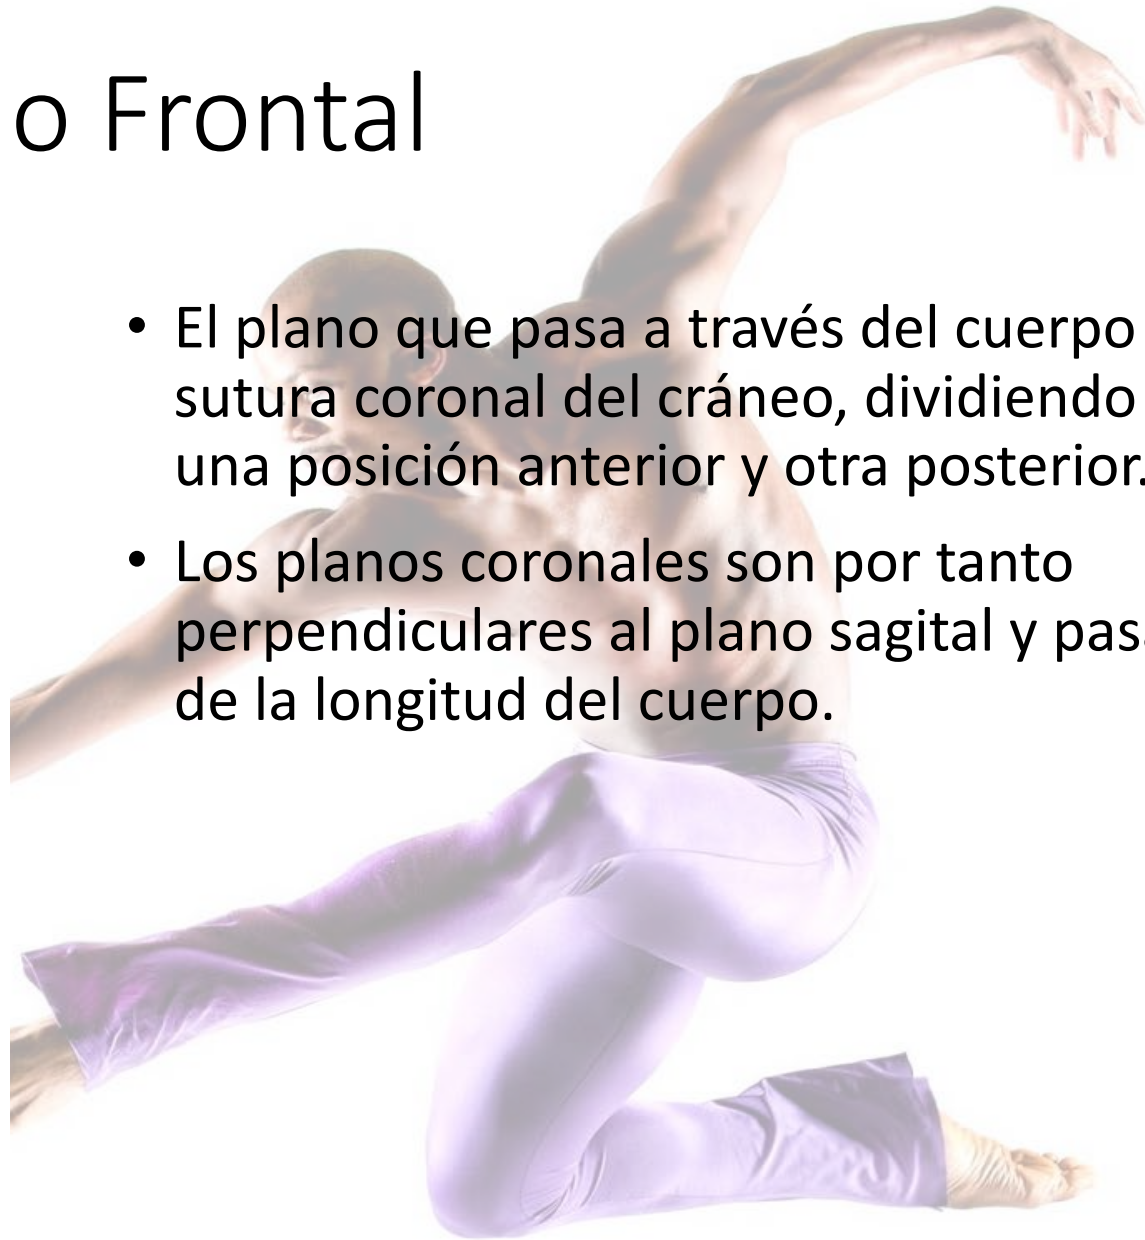 o Frontal
• El plano que pasa a través del cuerpo
sutura coronal del cráneo, dividiendo
una posición anterior y otra posterior.
• Los planos coronales son por tanto
perpendiculares al plano sagital y
de la longitud del cuerpo.